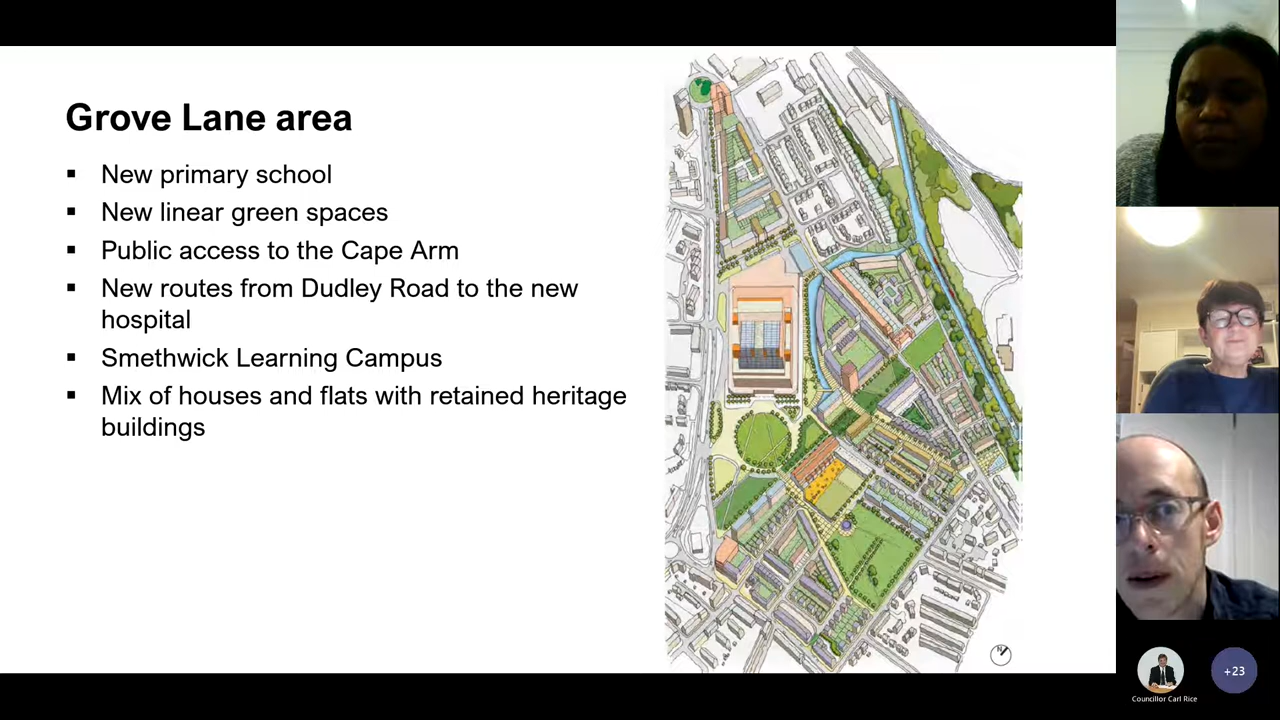 Grove Lane area
▪ New primary school
▪ New linear green spaces
▪ Public access to the Cape Arm
▪ New routes from Dudley Road to the new
hospital
▪ Smethwick Learning Campus
▪ Mix of houses and flats with retained heritage
buildings
N
Councillor Carl Rice
+23